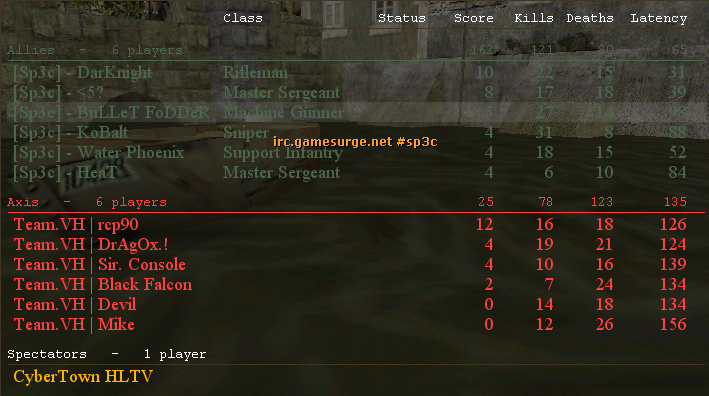 Class Status Score Kills Deaths Latency
Allies - 6 players 162 121 80 65
[Sp3c] - DarKnight Rifleman 10 22 15 31
[Sp3c] - <5? Master Sergeant 8 17 18 39
[Sp3c] - BuLLeT FoDDeR Machine Gunner 27 14
[Sp3c] - KoBalt Sniper 4 31 8 88
irc.gamesurge.net #sp3c
[Sp3c] - Water Phoenix Support Infantry 4 18 15 52
[Sp3c] - HeaT Master Sergeant 4 6 10 84
Axis - 6 players 25 78 123 135
Team.VH | rcp90 12 16 18 126
Team.VH | DrAgOx.! 4 19 21 124
Team.VH | Sir. Console 4 10 16 139
Team.VH | Black Falcon 2 7 24 134
Team.VH | Devil 0 14 18 134
Team.VH | Mike 0 12 26 156
Spectators - 1 player
CyberTown HLTV